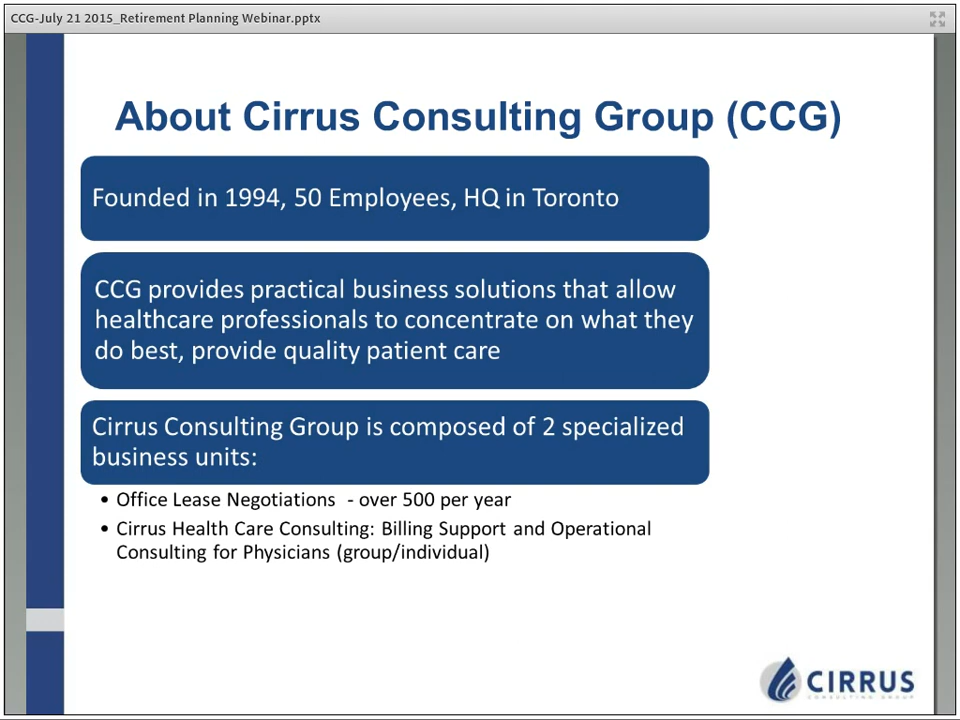 CCG-July 21 2015_Retirement Planning Webinar.pptx
About Cirrus Consulting Group (CCG)
Founded in 1994, 50 Employees, HQ in Toronto
CCG provides practical business solutions that allow
healthcare professionals to concentrate on what they
do best, provide quality patient care
Cirrus Consulting Group is composed of 2 specialized
business units:
• Office Lease Negotiations - over 500 per year
• Cirrus Health Care Consulting: Billing Support and Operational
Consulting for Physicians (group/individual)
CIRRUS
CONSULTING GROUP